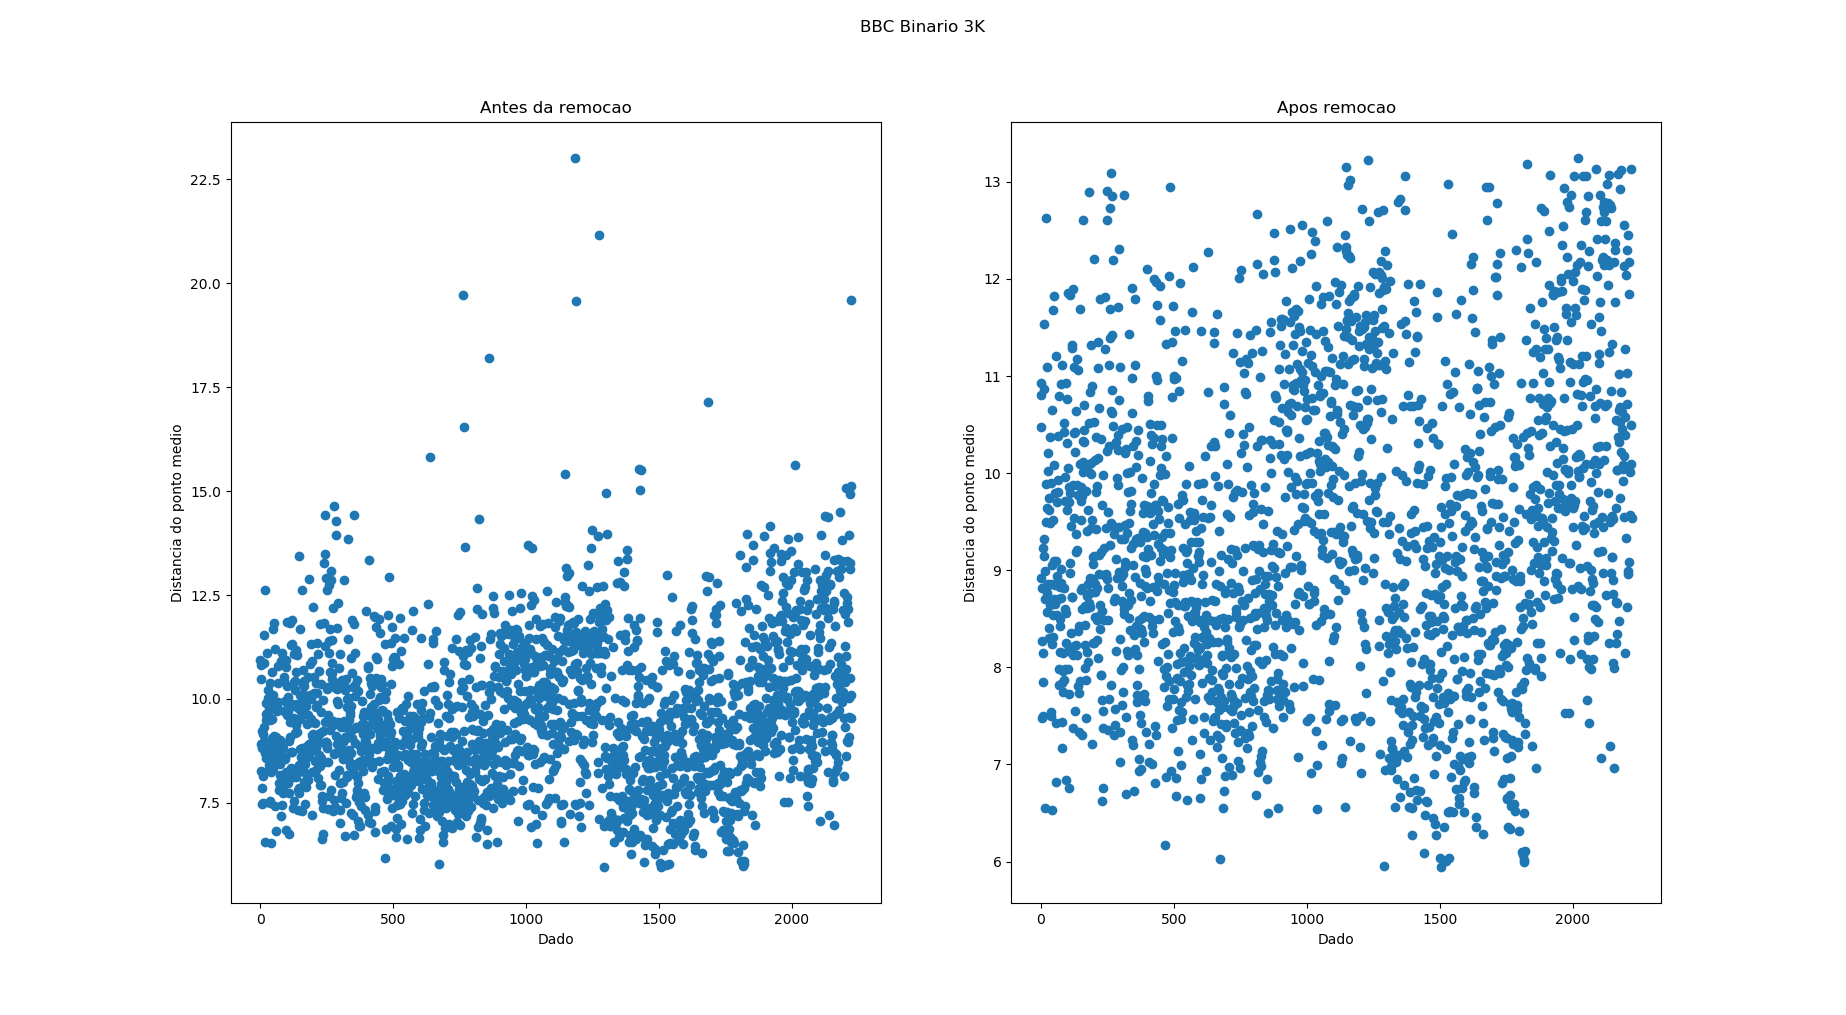 BBC Binario 3K
Antes da remocao
Distancia do ponto medio
22.5
20.0
17.5
15.0
12.5
10.0
7.5
0 500 1000 1500 2000
Dado
Apos remocao
Distancia do ponto medio
13
12
11
10
9
8
7
6
0 500 1000 1500 2000
Dado